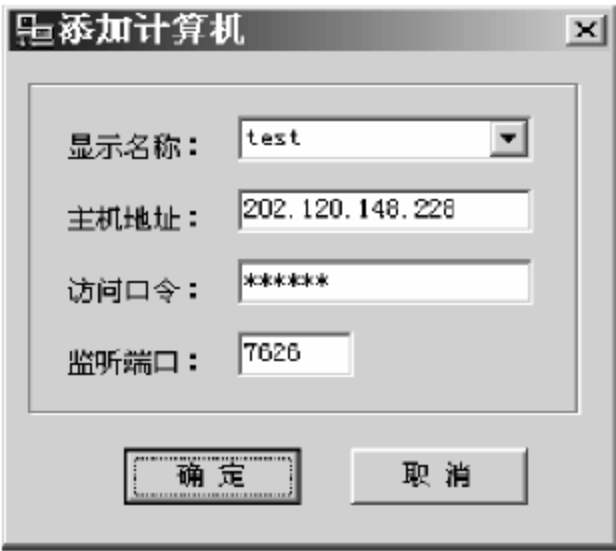 添加计算机
显示名称： test
主机地址： 202.120.148.228
访问口令： ******
监听端口： 7626
确 定 取 消